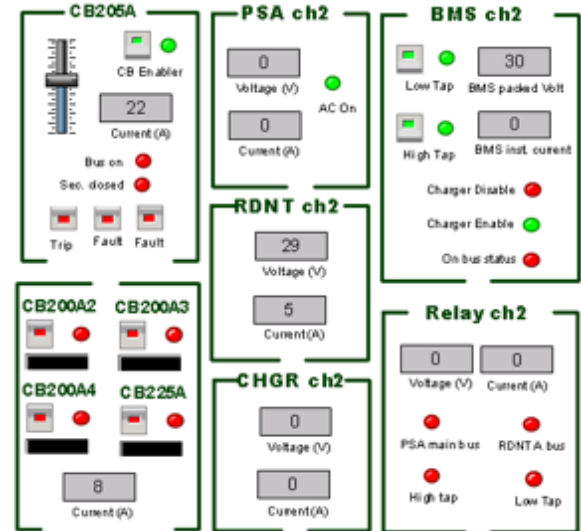 CB205A
CB Enabler
22
Current (A)
Bus on
Sec. closed
Trip
Fault
Fault
PSA ch2
0
Voltage (V)
0
Current (A)
AC On
BMS ch2
Low Tap
30
BMS packed Volt
High Tap
0
BMS inst. current
Charger Disable
Charger Enable
On bus status
RDNT ch2
29
Voltage (V)
5
Current (A)
CB200A2
CB200A3
CB200A4
CB225A
8
Current (A)
CHGR ch2
0
Voltage (V)
0
Current (A)
Relay ch2
0
Voltage (V)
0
Current (A)
PSA main bus
RDNT A bus
High tap
Low Tap